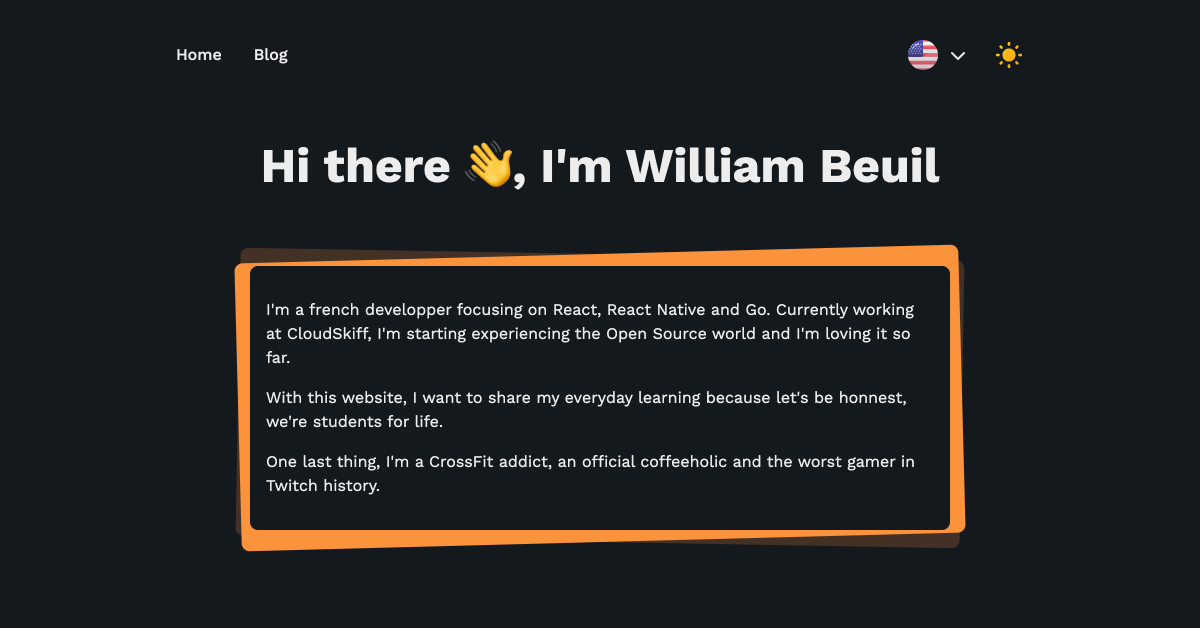 Home Blog
Hi there 👋, I'm William Beuil
I'm a french developper focusing on React, React Native and Go. Currently working
at CloudSkiff, I'm starting experiencing the Open Source world and I'm loving it so
far.
With this website, I want to share my everyday learning because let's be honnest,
we're students for life.
One last thing, I'm a CrossFit addict, an official coffeeholic and the worst gamer in
Twitch history.